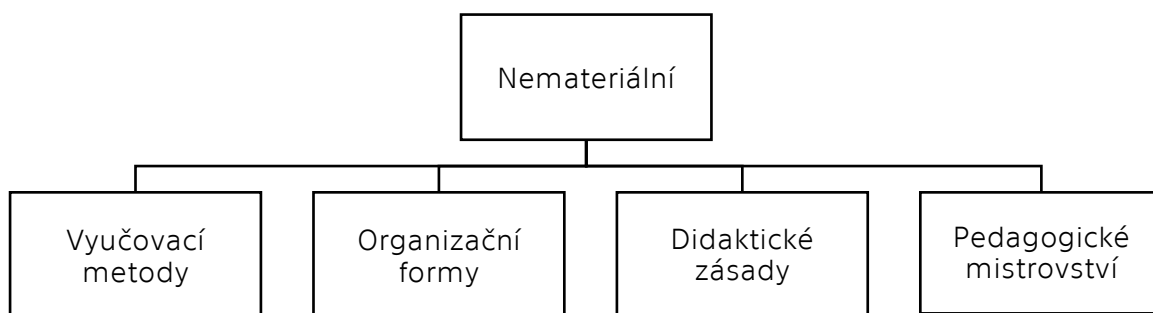 Nemateriální
Vyučovací
metody
Organizační
formy
Didaktické
zásady
Pedagogické
mistrovství